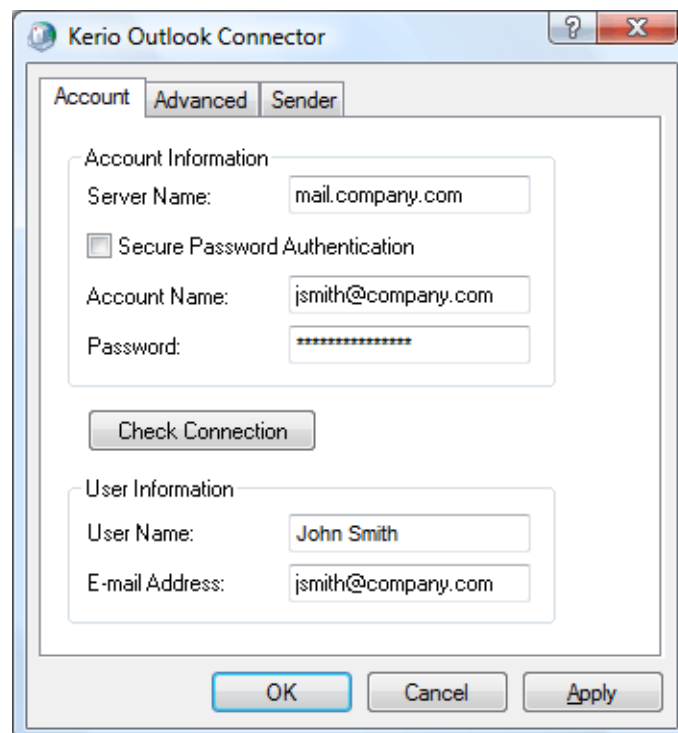 Kerio Outlook Connector
Account Advanced Sender
Account Information
Server Name: mail.company.com
Secure Password Authentication
Account Name: jsmith@company.com
Password: ***************
Check Connection
User Information
User Name: John Smith
E-mail Address: jsmith@company.com
OK Cancel Apply